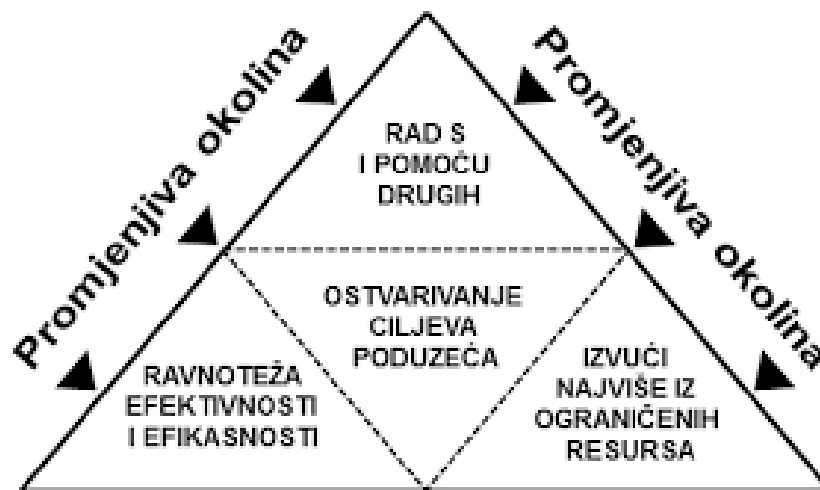 Promjenjiva okolina
Promjenjiva okolina
RAD S
I POMOĆU
DRUGIH
OSTVARIVANJE
CILJEVA
PODUZEĆA
RAVNOTEŽA
EFEKTIVNOSTI
I EFIKASNOSTI
IZVUĆI
NAJVIŠE IZ
OGRANIČENIH
RESURSA